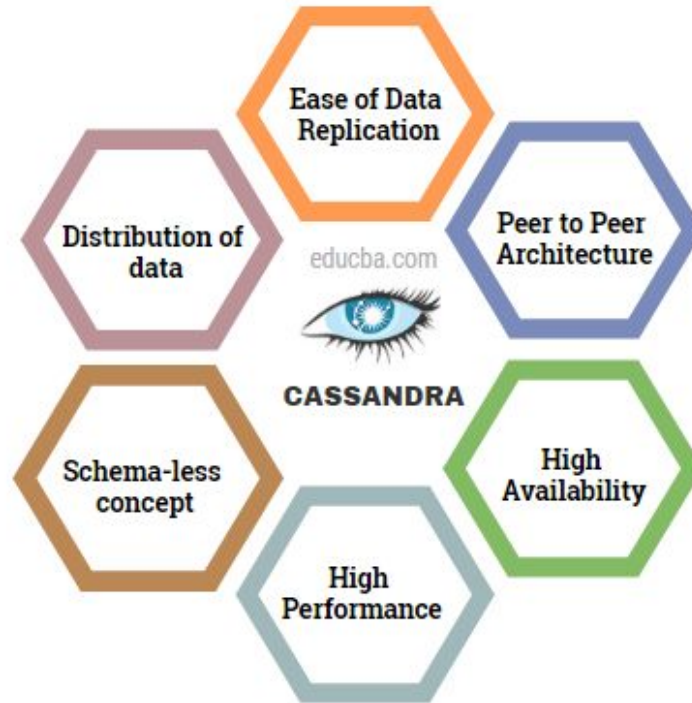 Ease of Data
Replication
Peer to Peer
Architecture
Distribution of
data
educba.com
CASSANDRA
High
Availability
Schema-less
concept
High
Performance